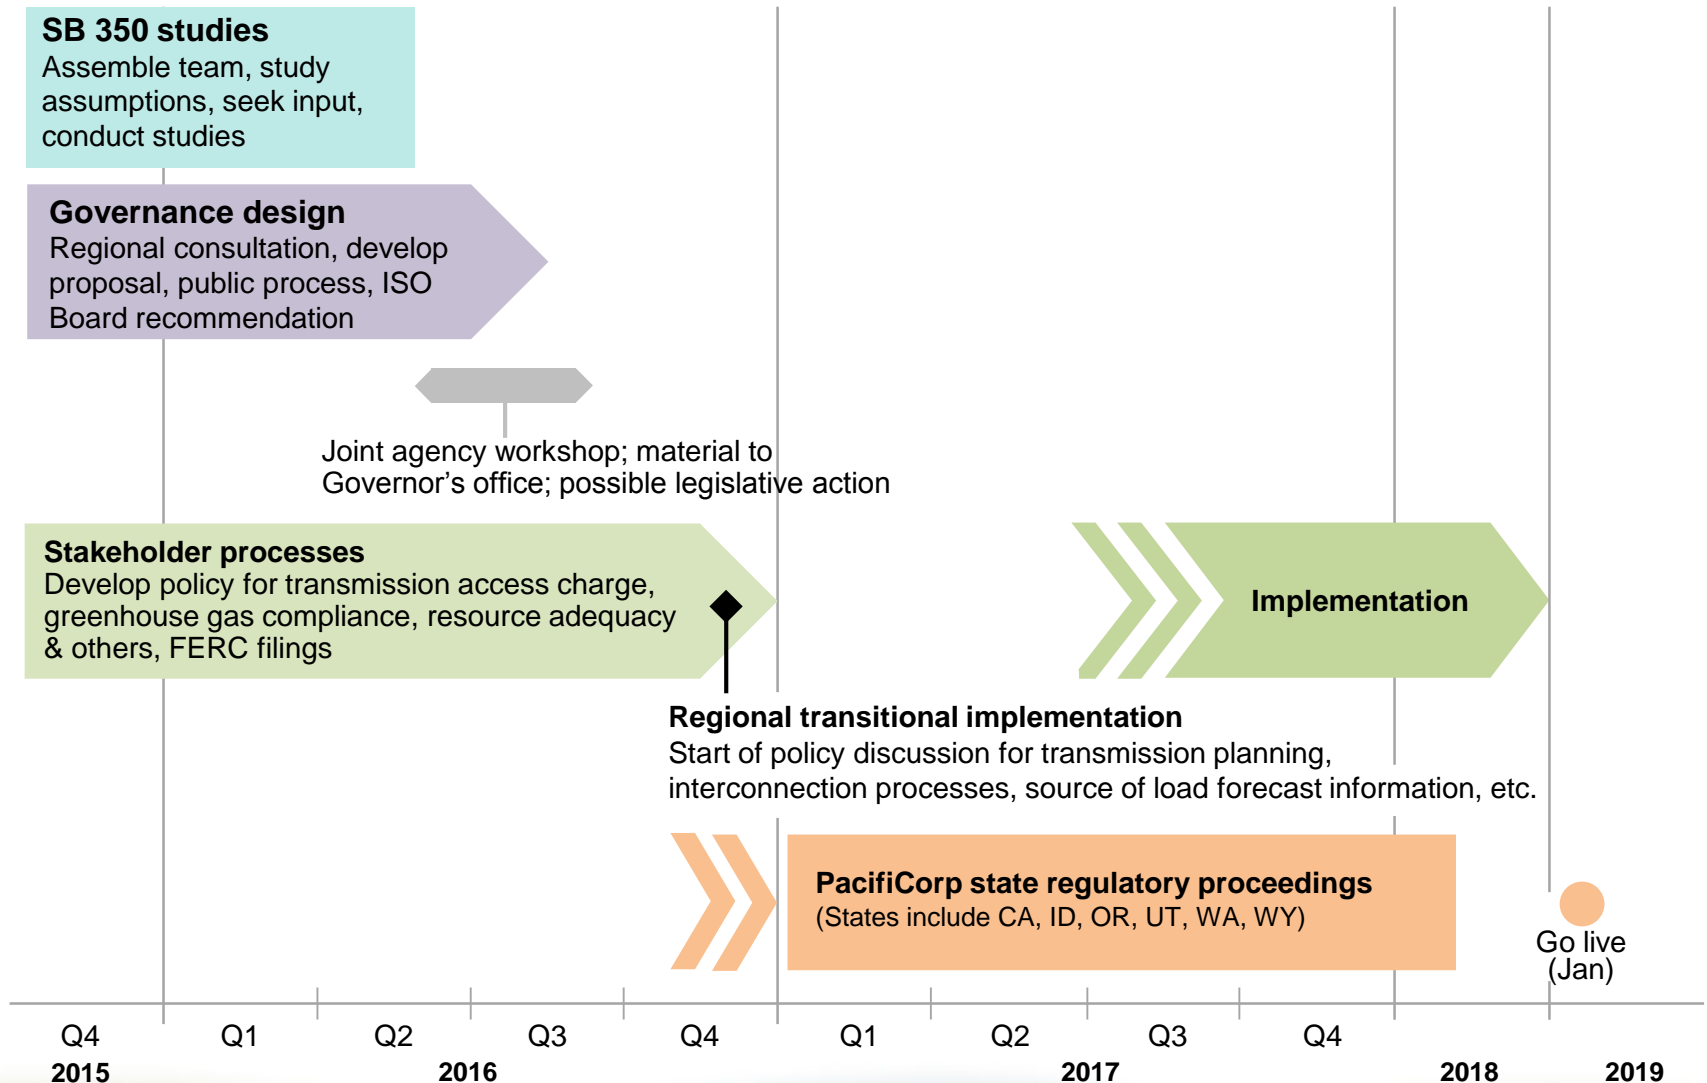 SB 350 studies
Assemble team, study
assumptions, seek input,
conduct studies
Governance design
Regional consultation, develop
proposal, public process, ISO
Board recommendation
Joint agency workshop; material to
Governor’s office; possible legislative action
Stakeholder processes
Develop policy for transmission access charge,
greenhouse gas compliance, resource adequacy
& others, FERC filings
Implementation
Regional transitional implementation
Start of policy discussion for transmission planning,
interconnection processes, source of load forecast information, etc.
PacifiCorp state regulatory proceedings
(States include CA, ID, OR, UT, WA, WY)
Go live
(Jan)
Q4 Q1 Q2 Q3 Q4 Q1 Q2 Q3 Q4
2015 2016 2017 2018 2019